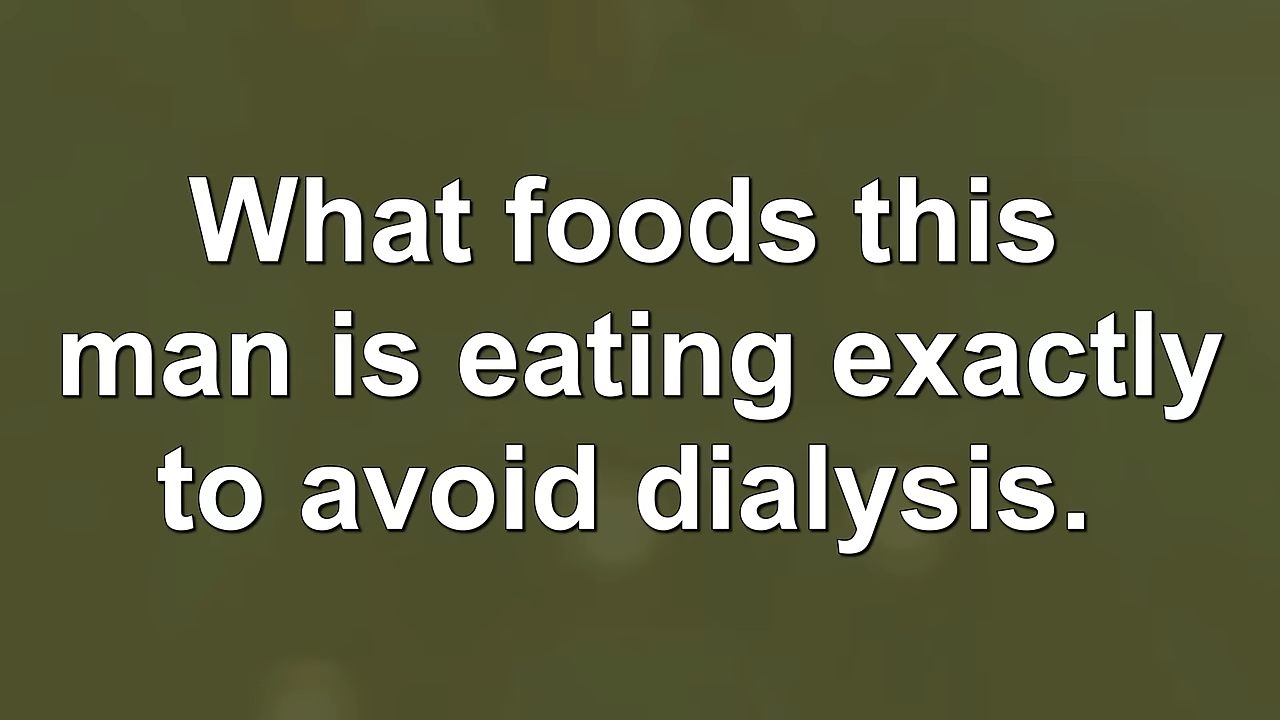 What foods this
man is eating exactly
to avoid dialysis.